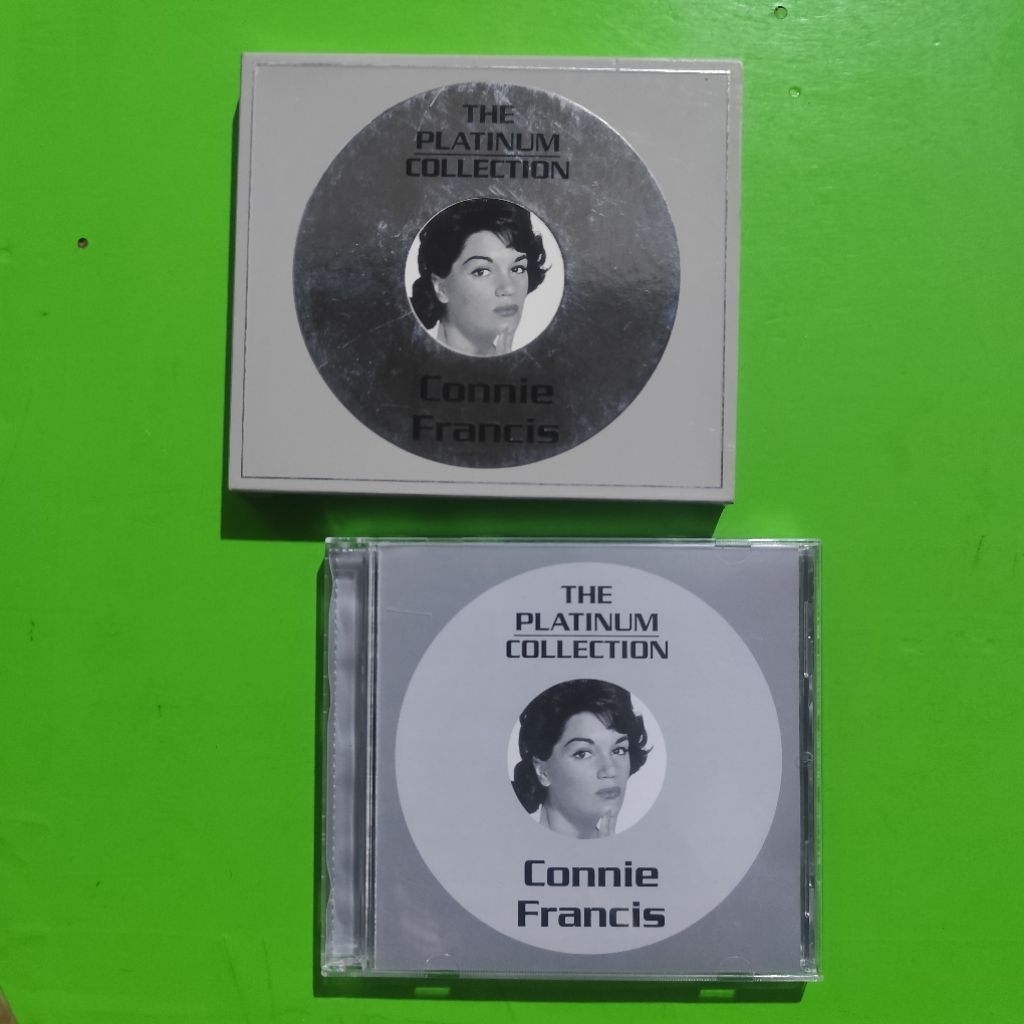 THE
PLATINUM
COLLECTION
Connie
Francis
THE
PLATINUM
COLLECTION
Connie
Francis